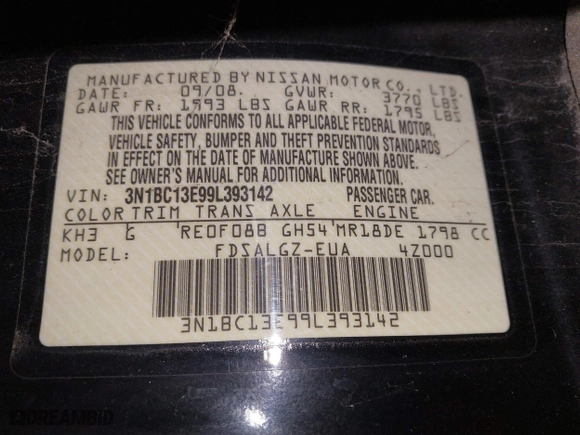 MANUFACTURED BY NISSAN MOTOR CO., LTD.
DATE: 09/08. GVWR: 3770 LBS
GAWR FR: 1993 LBS GAWR RR: 1795 LBS
THIS VEHICLE CONFORMS TO ALL APPLICABLE FEDERAL MOTOR,
VEHICLE SAFETY, BUMPER AND THEFT PREVENTION STANDARDS
IN EFFECT ON THE DATE OF MANUFACTURE SHOWN ABOVE.
SEE OWNER'S MANUAL FOR ADDITIONAL INFORMATION.
VIN: 3N1BC13E99L393142 PASSENGER CAR.
COLOR TRIM TRANS AXLE ENGINE
KH3 G RE0F08B GH54 MR18DE 1798 CC
MODEL: FDSALGZ-EUA 4Z000
3N1BC13E99L393142
DREAMBID